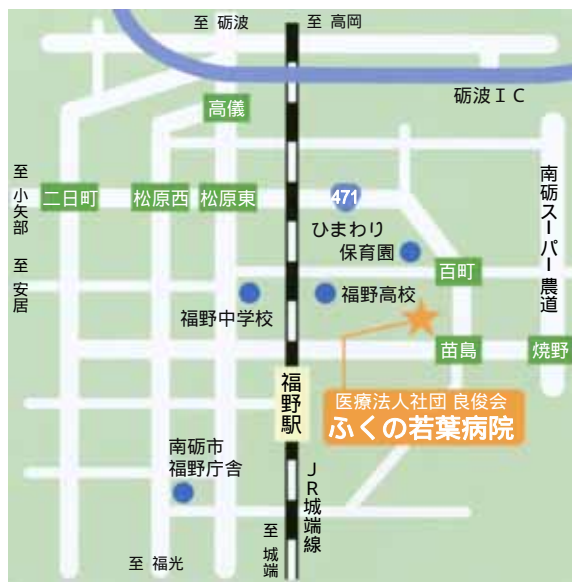 至 砺波
至 高岡
砺波ＩＣ
高儀
至 小矢部
二日町
松原西
松原東
471
南砺スーパー農道
ひまわり
保育園
至 安居
百町
福野中学校
福野高校
苗島
焼野
福野駅
医療法人社団 良俊会
ふくの若葉病院
南砺市
福野庁舎
ＪＲ城端線
至 城端
至 福光